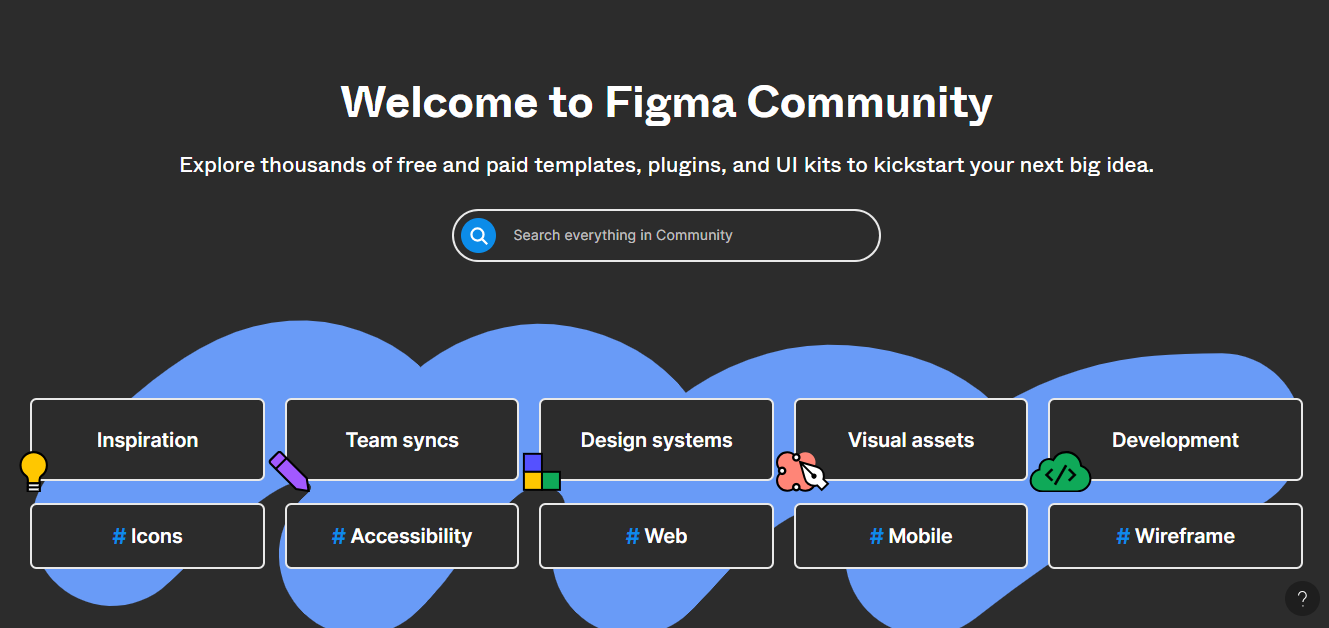 Welcome to Figma Community
Explore thousands of free and paid templates, plugins, and UI kits to kickstart your next big idea.
Search everything in Community
Inspiration
Team syncs
Design systems
Visual assets
Development
</>
# Icons
# Accessibility
# Web
# Mobile
# Wireframe
?